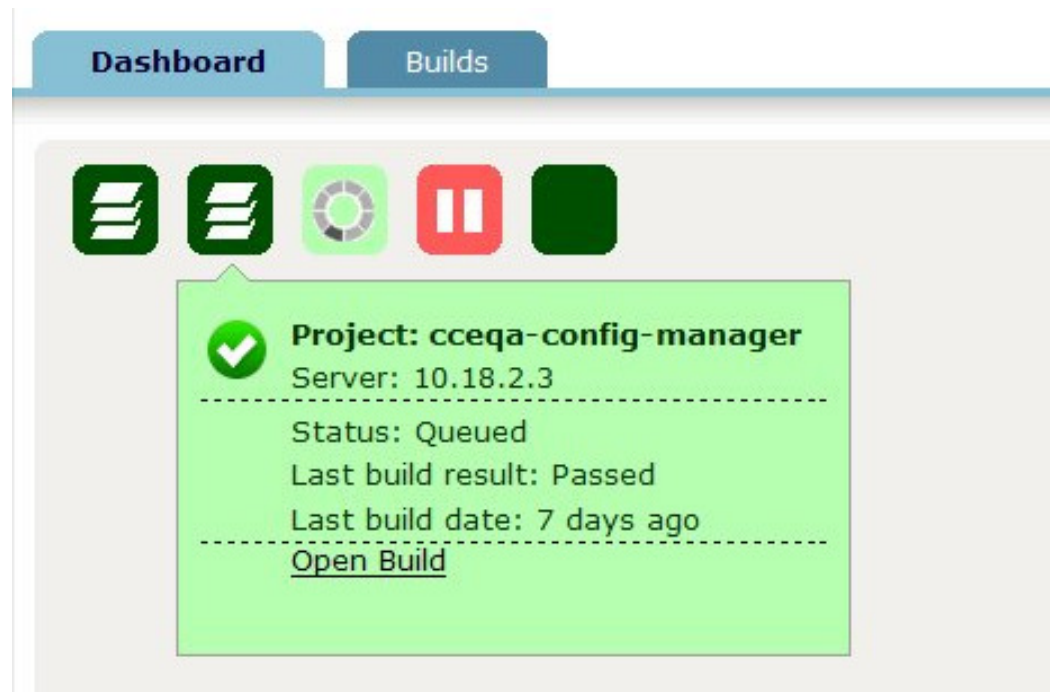 Dashboard
Builds
Project: cceqa-config-manager
Server: 10.18.2.3
Status: Queued
Last build result: Passed
Last build date: 7 days ago
Open Build